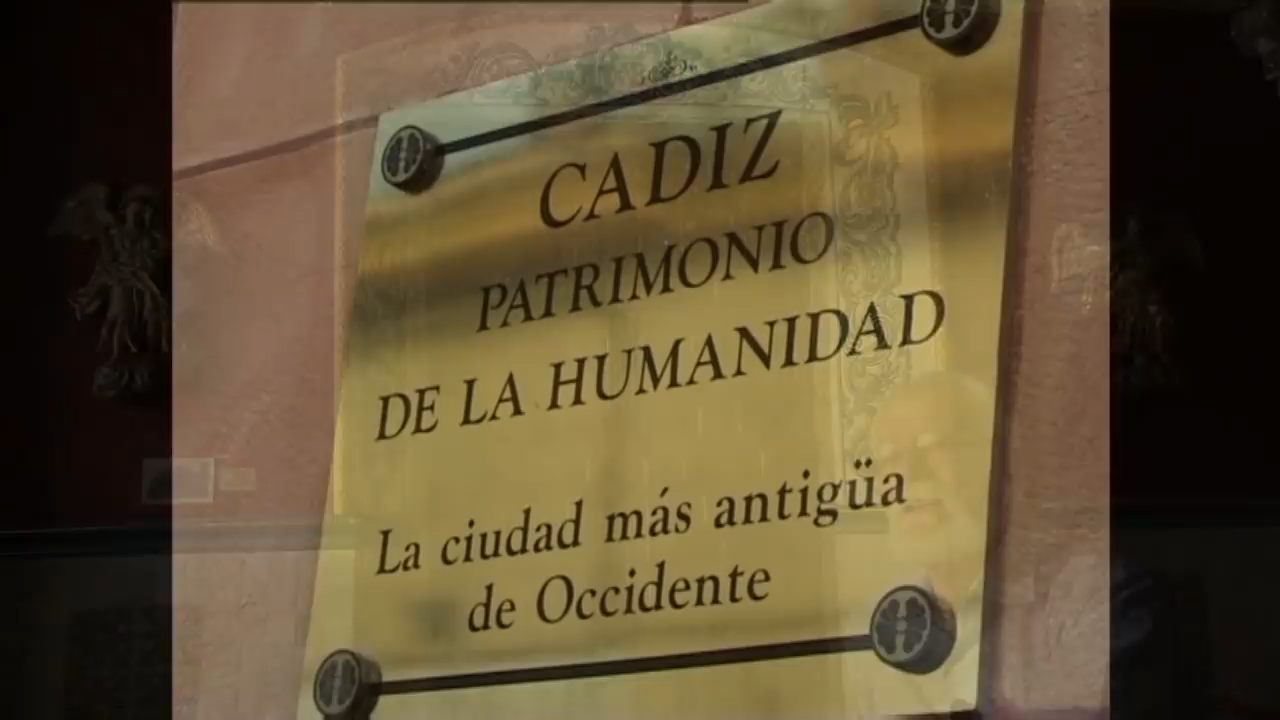 CADIZ
PATRIMONIO
DE LA HUMANIDAD
La ciudad más antigüa
de Occidente